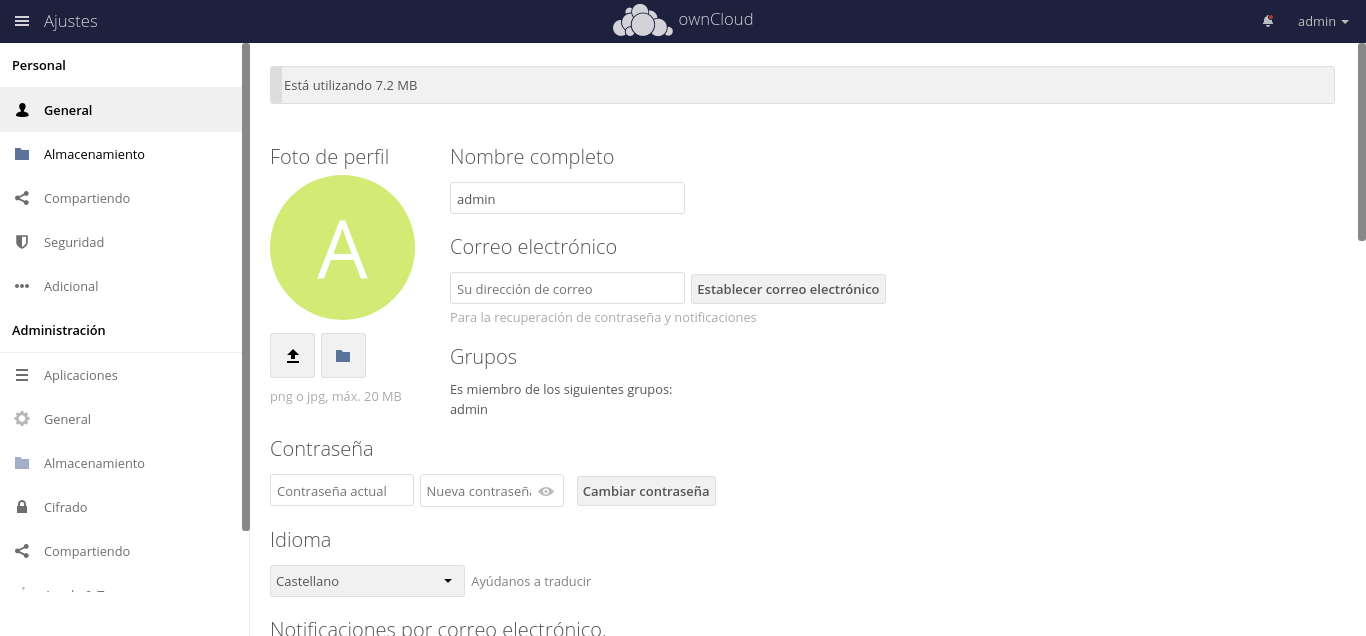 Ajustes
ownCloud
admin
Personal
General
Almacenamiento
Compartiendo
Seguridad
Adicional
Administración
Aplicaciones
General
Almacenamiento
Cifrado
Compartiendo
Está utilizando 7.2 MB
Foto de perfil
A
png o jpg, máx. 20 MB
Nombre completo
admin
Correo electrónico
Su dirección de correo
Establecer correo electrónico
Para la recuperación de contraseña y notificaciones
Grupos
Es miembro de los siguientes grupos:
admin
Contraseña
Contraseña actual
Nueva contraseñ
Cambiar contraseña
Idioma
Castellano
Ayúdanos a traducir
Notificaciones por correo electrónico.